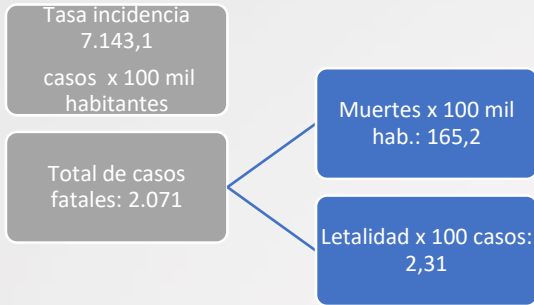 Tasa incidencia
7.143,1
casos x 100 mil
habitantes
Total de casos
fatales: 2.071
Muertes x 100 mil
hab.: 165,2
Letalidad x 100 casos:
2,31